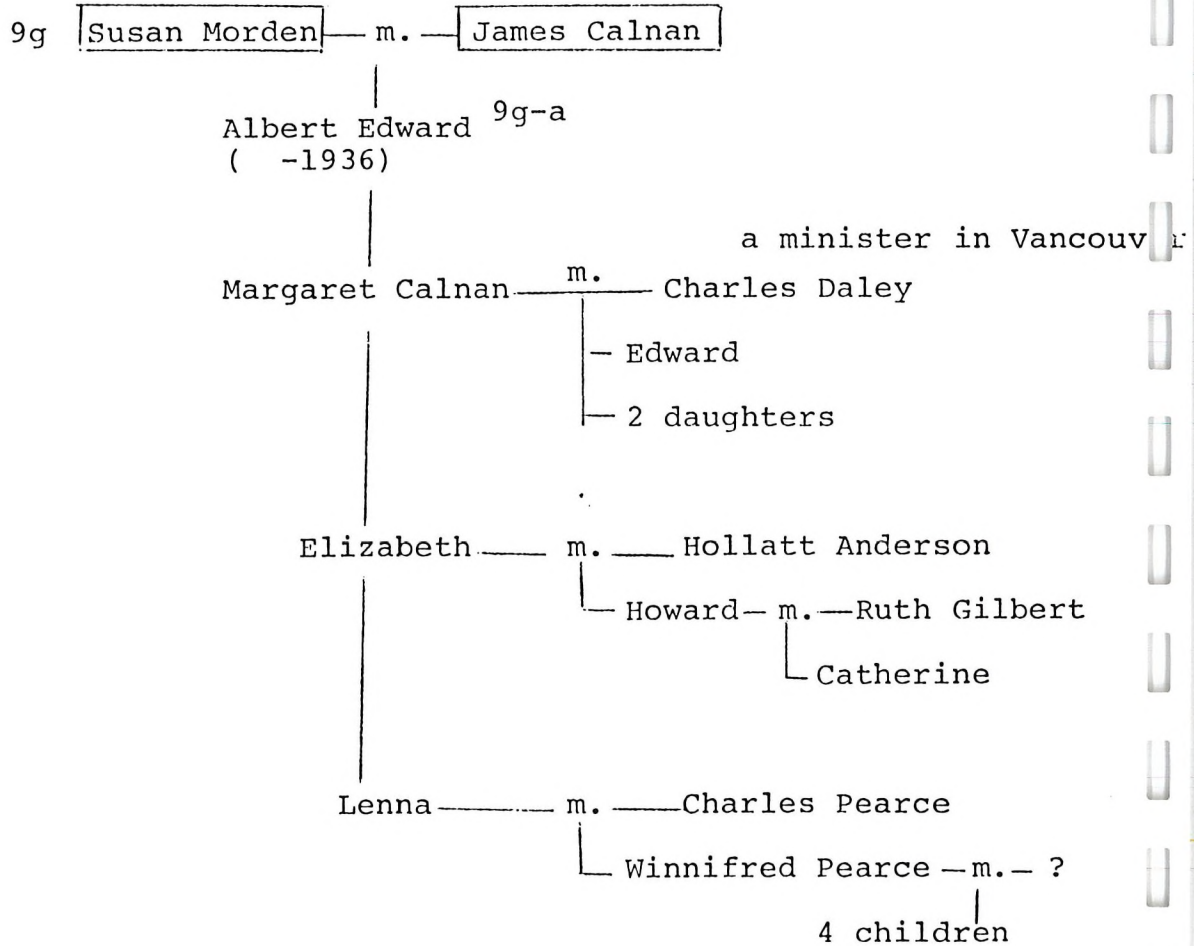 9g Susan Morden m. James Calnan
Albert Edward 9g-a
( -1936)
a minister in Vancouver
Margaret Calnan m. Charles Daley
Edward
2 daughters
Elizabeth m. Hollatt Anderson
Howard m. Ruth Gilbert
Catherine
Lenna m. Charles Pearce
Winnifred Pearce m. ?
4 children